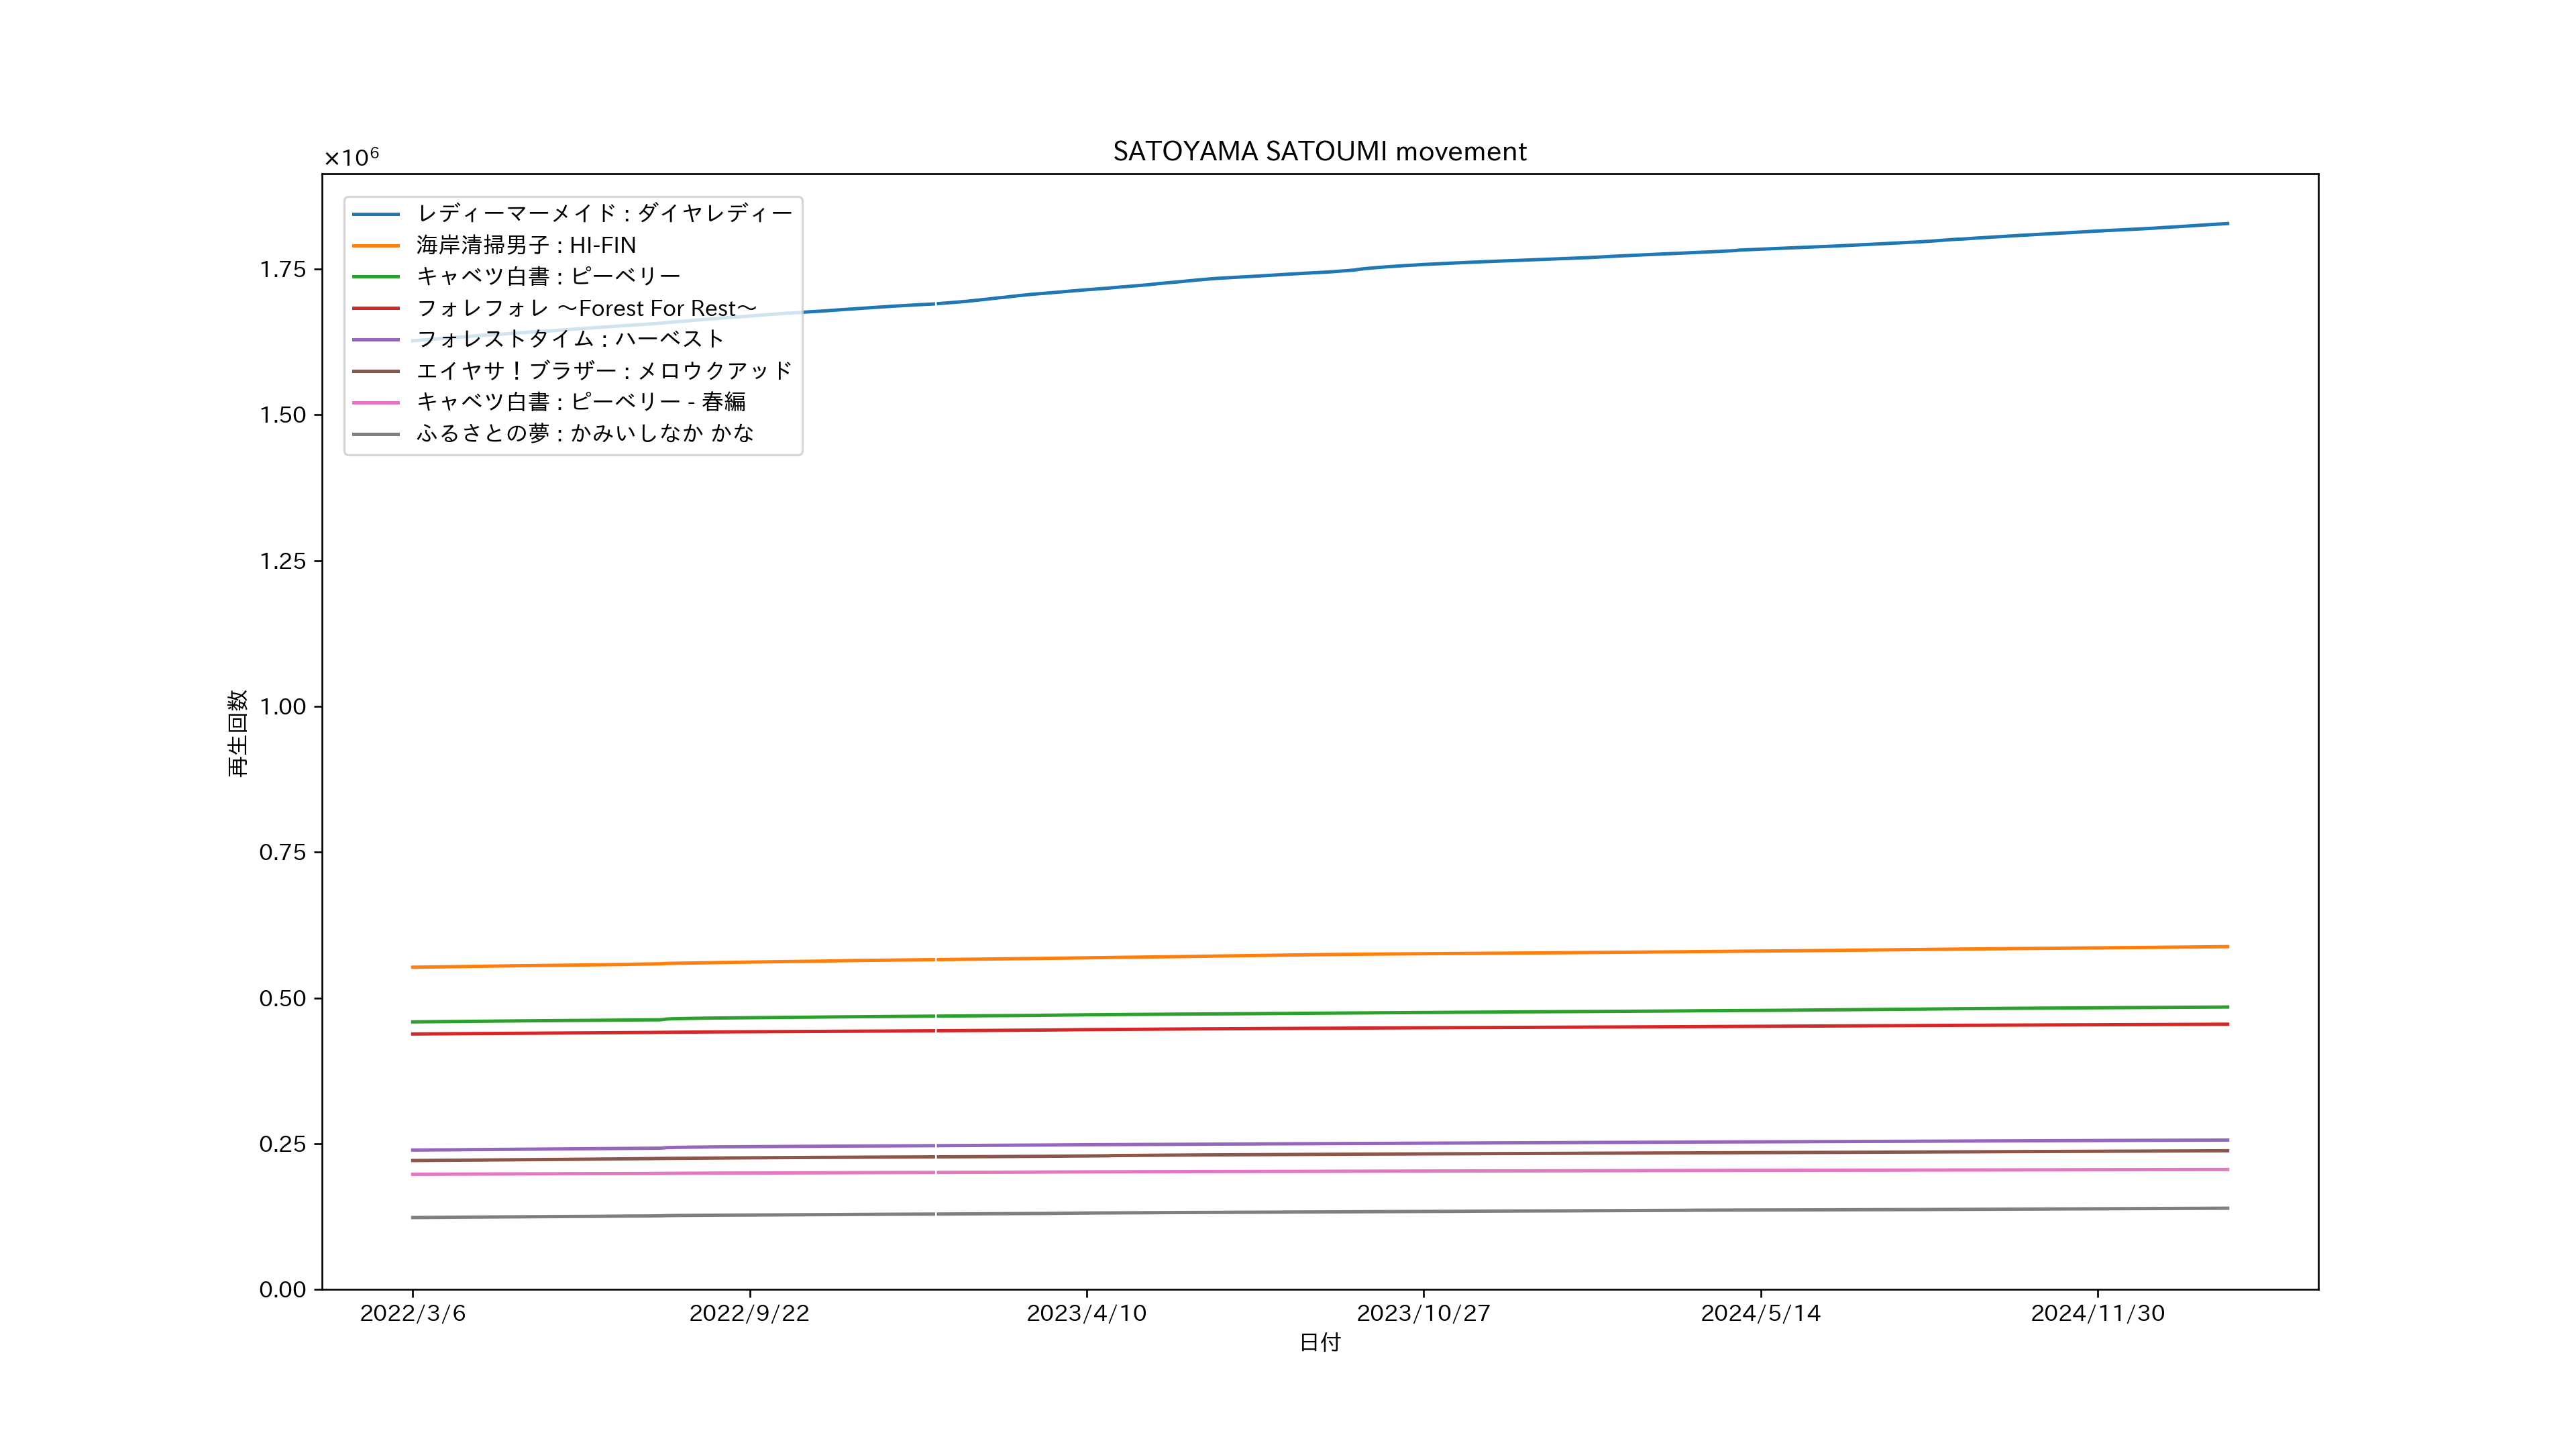 SATOYAMA SATOUMI movement
×10⁶
レディーマーメイド : ダイヤレディー
海岸清掃男子 : HI-FIN
キャベツ白書 : ピーベリー
フォレフォレ ～Forest For Rest～
フォレストタイム : ハーベスト
エイヤサ！ブラザー : メロウクアッド
キャベツ白書 : ピーベリー - 春編
ふるさとの夢 : かみいしなか かな
1.75
1.50
1.25
1.00
0.75
0.50
0.25
0.00
再生回数
2022/3/6
2022/9/22
2023/4/10
2023/10/27
2024/5/14
2024/11/30
日付